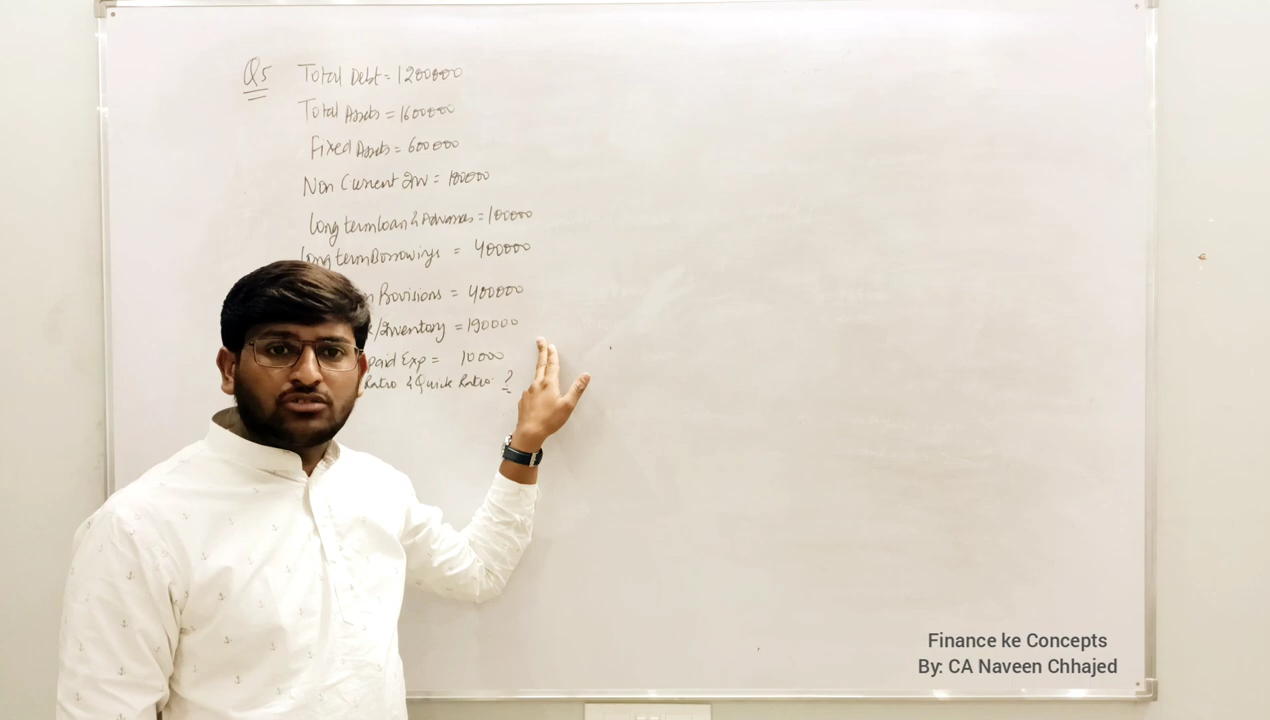 Q5 Total Debt = 1200000
Total Assets = 1600000
Fixed Assets = 600000
Non Current Inv = 100000
Long term loan & Advances = 100000
Long term Borrowings = 400000
Provisions = 400000
/Inventory = 190000
paid Exp = 10000
Ratio & Quick Ratio ?
Finance ke Concepts
By: CA Naveen Chhajed